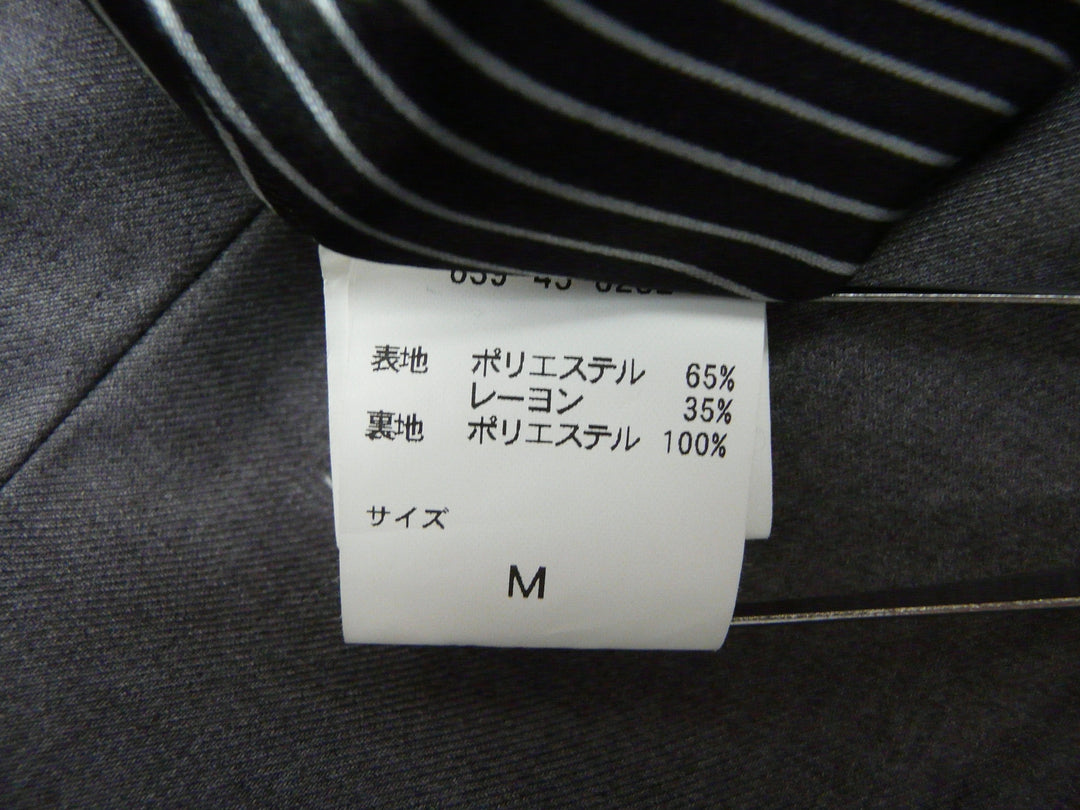 表地 ポリエステル 65%
レーヨン 35%
裏地 ポリエステル 100%
サイズ
M